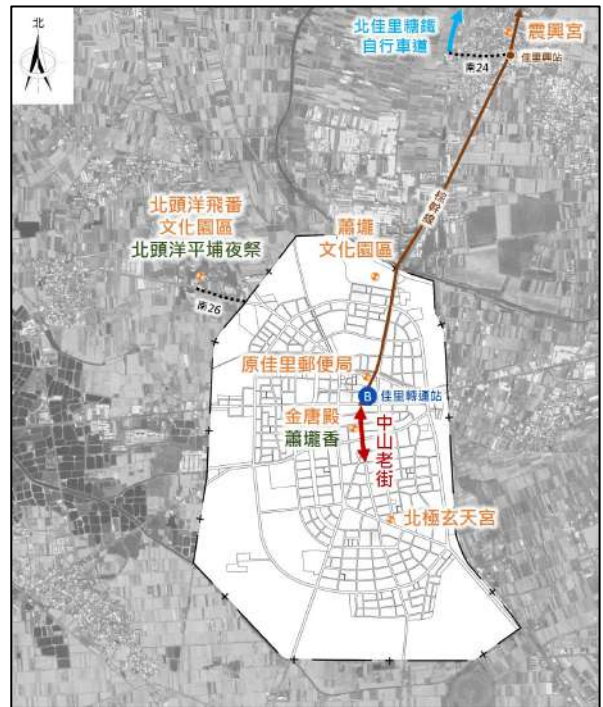 北
北佳里糖鐵
自行車道
震興宮
佳里興站
南24
棕幹線
北頭洋飛番
文化園區
北頭洋平埔夜祭
蕭壠
文化園區
南26
原佳里郵便局
B
佳里轉運站
金唐殿
蕭壠香
中山老街
北極玄天宮